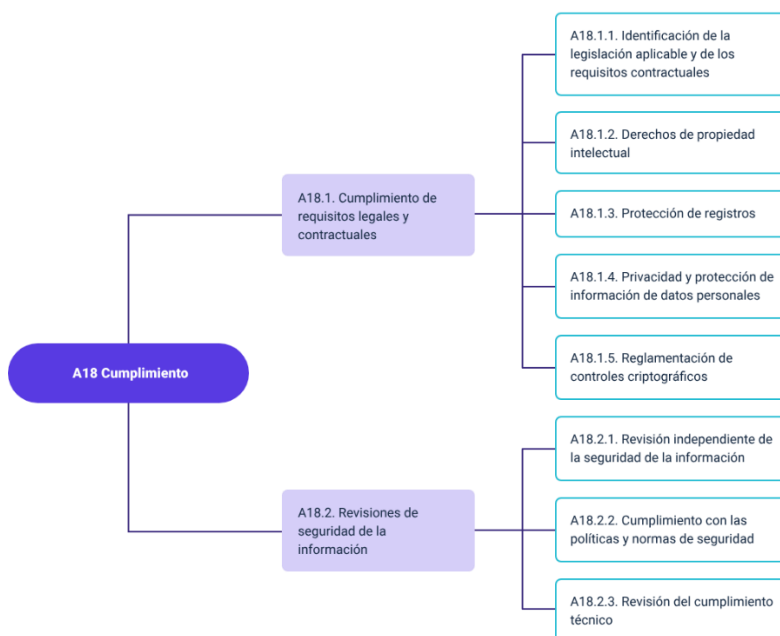 A18 Cumplimiento
A18.1. Cumplimiento de
requisitos legales y
contractuales
A18.1.1. Identificación de la
legislación aplicable y de los
requisitos contractuales
A18.1.2. Derechos de propiedad
intelectual
A18.1.3. Protección de registros
A18.1.4. Privacidad y protección de
información de datos personales
A18.1.5. Reglamentación de
controles criptográficos
A18.2. Revisiones de
seguridad de la
información
A18.2.1. Revisión independiente de
la seguridad de la información
A18.2.2. Cumplimiento con las
políticas y normas de seguridad
A18.2.3. Revisión del cumplimiento
técnico